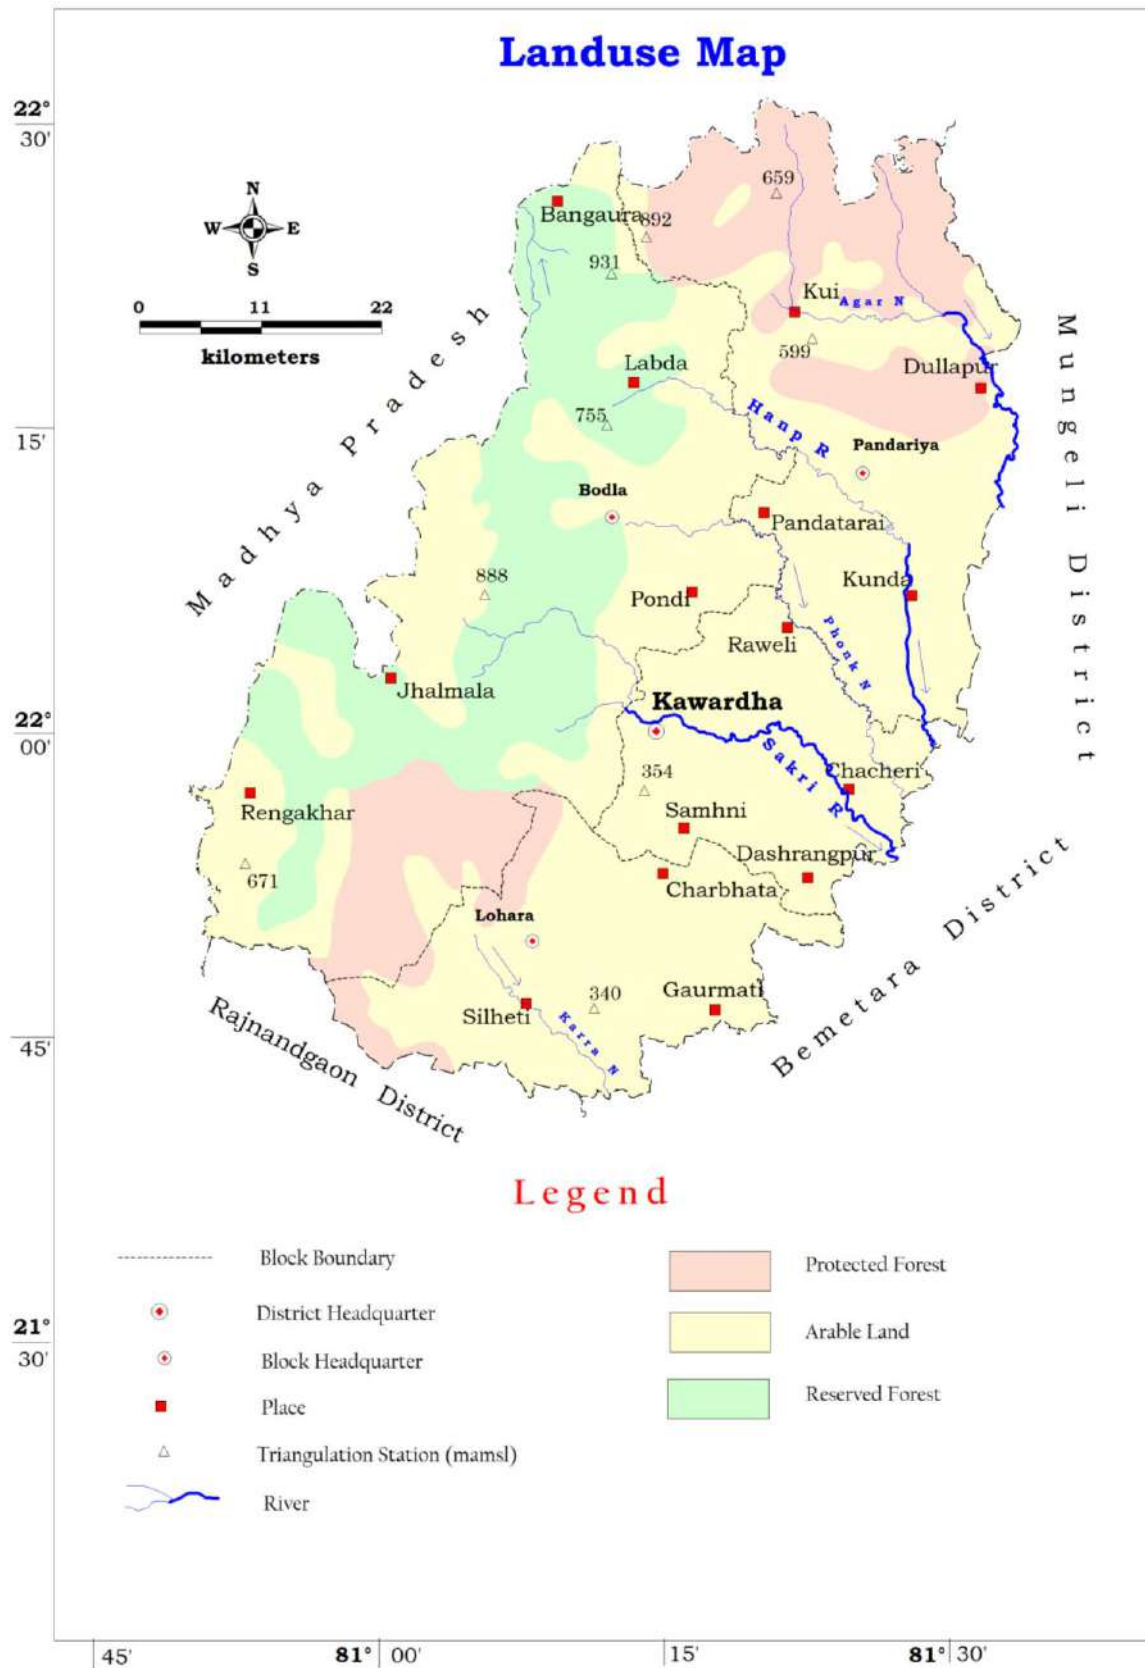 Landuse Map
22°
30'
N
W E
S
0 11 22
kilometers
659
Bangaura
892
931
Kui
Agar N
599
Labda
Dullapur
755
Hanp R
Pandariya
15'
Bodla
Pandatarai
888
Pondi
Kunda
Raweli
Phonk N
Jhalmala
Kawardha
22°
00'
Sakri R
354
Chacheri
Rengakhar
Samhni
671
Dashrangpur
Charbhata
Lohara
340
Gaurmati
Silheti
Karra N
45'
Madhya Pradesh
Mungeli District
Bemetara District
Rajnandgaon District
Legend
Block Boundary
District Headquarter
Block Headquarter
Place
Triangulation Station (mamsl)
River
Protected Forest
Arable Land
Reserved Forest
21°
30'
45' 81° 00' 15' 81° 30'